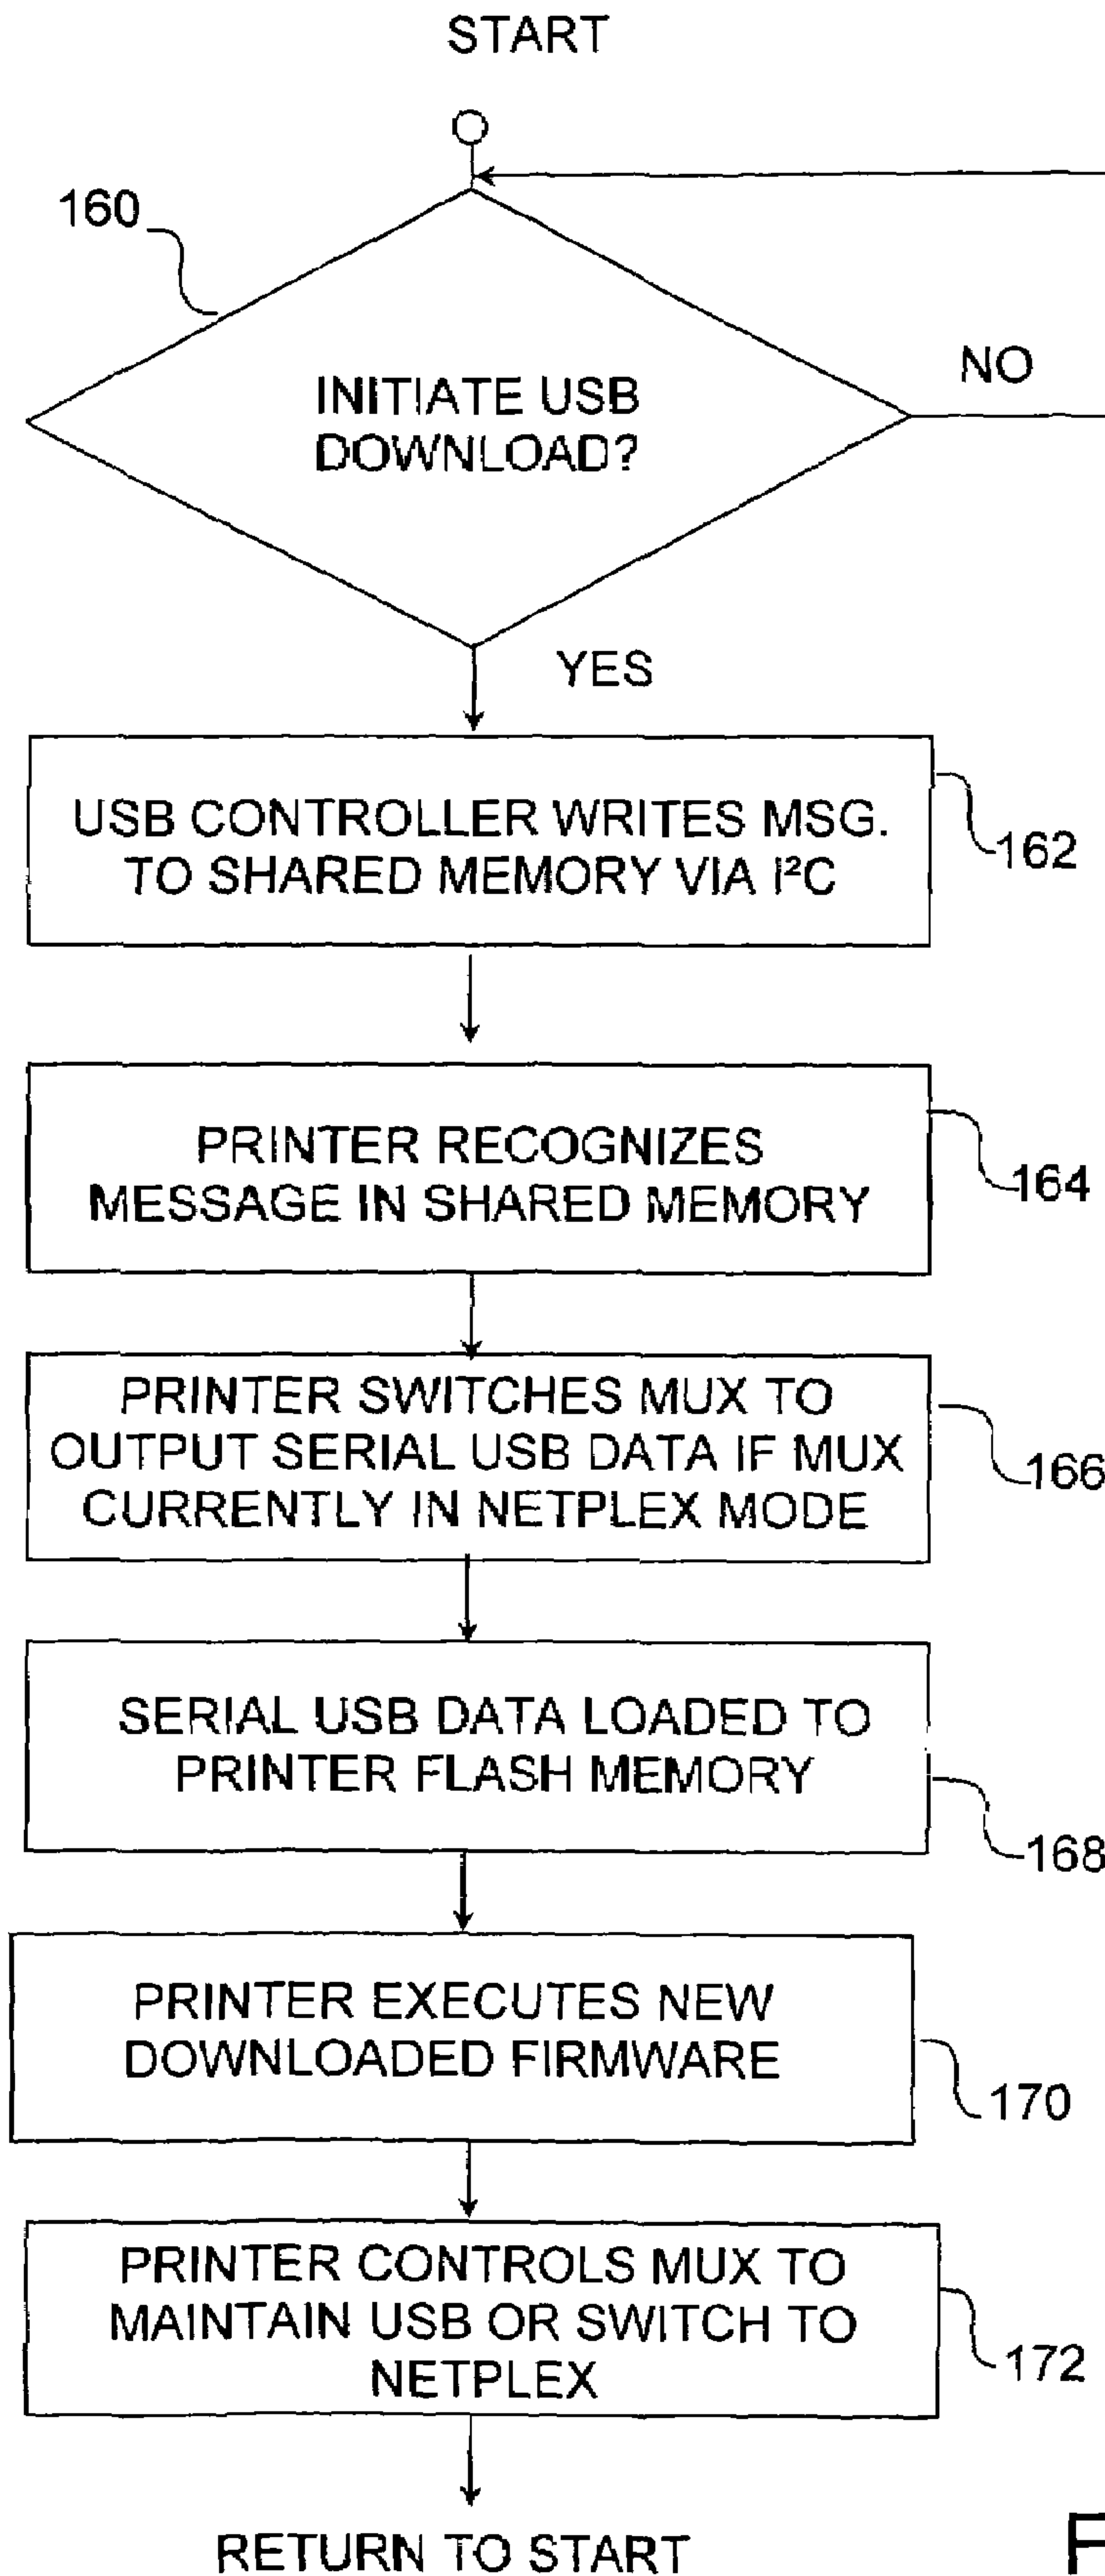 START
160
INITIATE USB
DOWNLOAD?
NO
YES
USB CONTROLLER WRITES MSG.
TO SHARED MEMORY VIA I²C
162
PRINTER RECOGNIZES
MESSAGE IN SHARED MEMORY
164
PRINTER SWITCHES MUX TO
OUTPUT SERIAL USB DATA IF MUX
CURRENTLY IN NETPLEX MODE
166
SERIAL USB DATA LOADED TO
PRINTER FLASH MEMORY
168
PRINTER EXECUTES NEW
DOWNLOADED FIRMWARE
170
PRINTER CONTROLS MUX TO
MAINTAIN USB OR SWITCH TO
NETPLEX
172
RETURN TO START